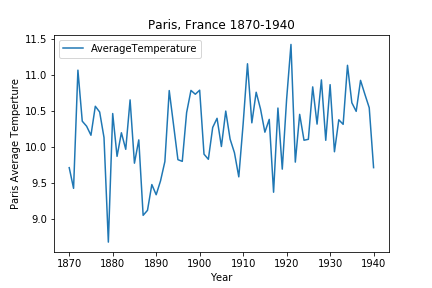 Paris, France 1870-1940
AverageTemperature
Paris Average Temperture
11.5
11.0
10.5
10.0
9.5
9.0
1870 1880 1890 1900 1910 1920 1930 1940
Year